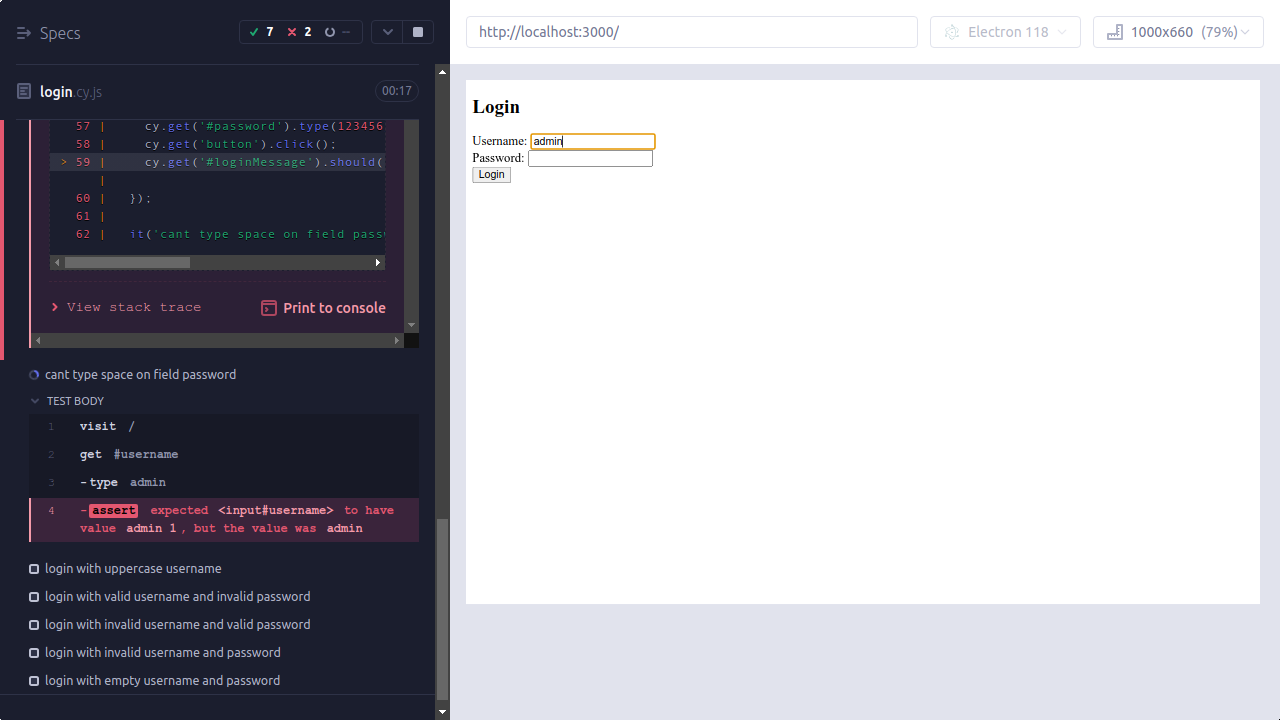 Specs
7
2
--
login.cy.js
00:17
57 | cy.get('#password').type(123456
58 | cy.get('button').click();
> 59 | cy.get('#loginMessage').should(
|
60 | });
61 |
62 | it('cant type space on field passw
View stack trace
Print to console
cant type space on field password
TEST BODY
1 visit /
2 get #username
3 -type admin
4 -assert expected <input#username> to have
value admin 1, but the value was admin
login with uppercase username
login with valid username and invalid password
login with invalid username and valid password
login with invalid username and password
login with empty username and password
http://localhost:3000/
Electron 118
1000x660 (79%)
Login
Username: admin
Password:
Login